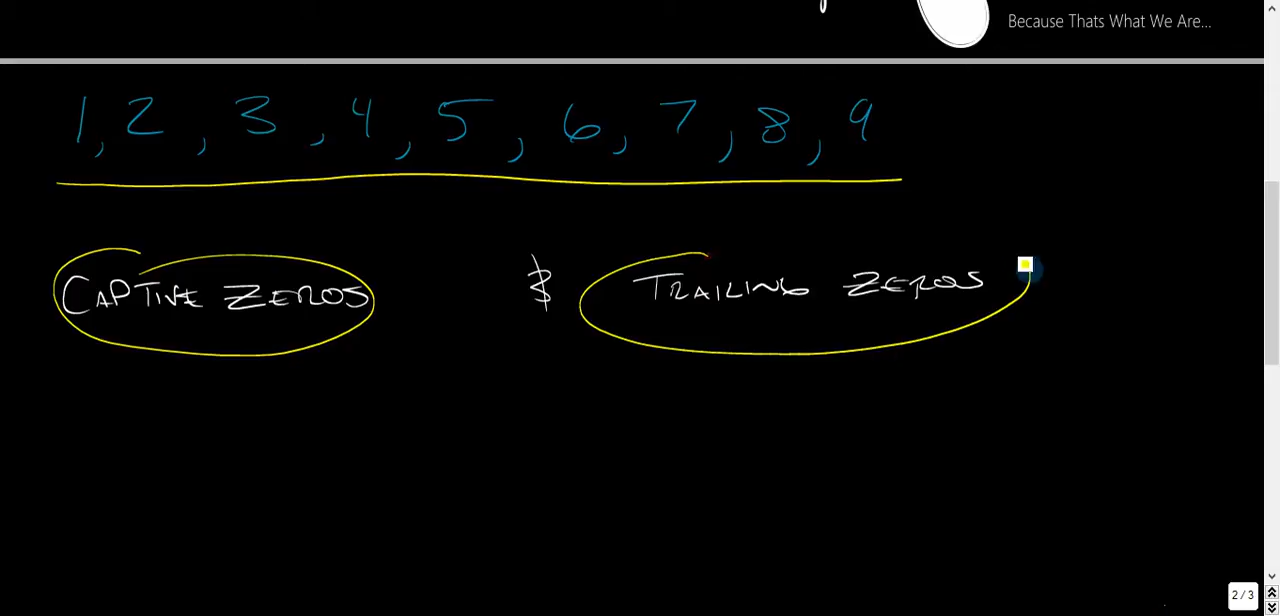 Because Thats What We Are...
1, 2, 3, 4, 5, 6, 7, 8, 9
CAPTIVE ZEROS & TRAILING ZEROS
2/3